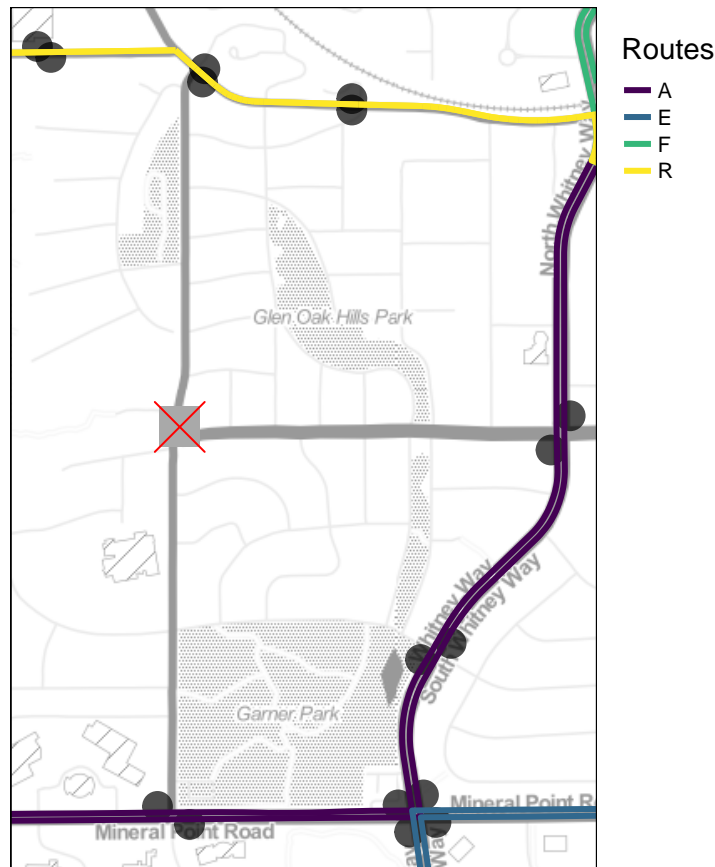 Routes
A
E
F
R
North Whitney Way
Glen Oak Hills Park
Whitney Way
South Whitney Way
Garner Park
Mineral Point R
Mineral Point Road
Way